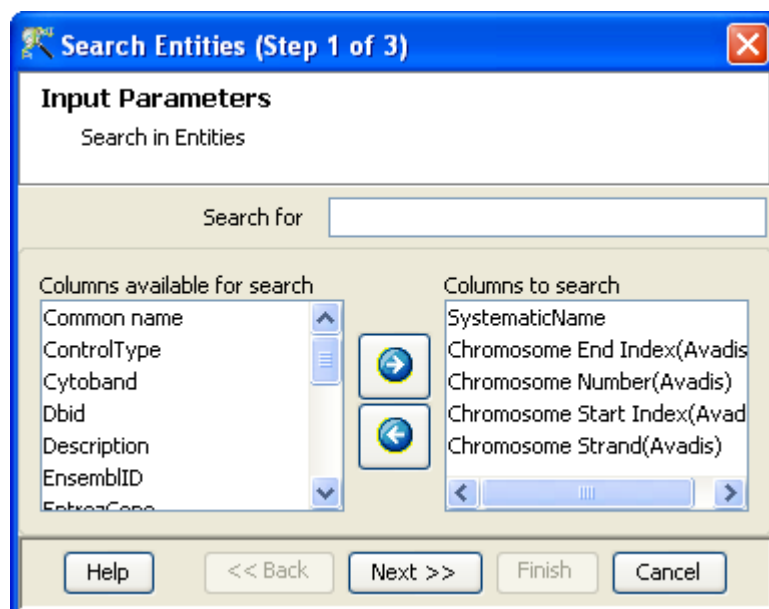 Search Entities (Step 1 of 3)
Input Parameters
Search in Entities
Search for
Columns available for search
Common name
ControlType
Cytoband
Dbid
Description
EnsemblID
Columns to search
SystematicName
Chromosome End Index(Avadis
Chromosome Number(Avadis)
Chromosome Start Index(Avad
Chromosome Strand(Avadis)
Help
<< Back
Next >>
Finish
Cancel